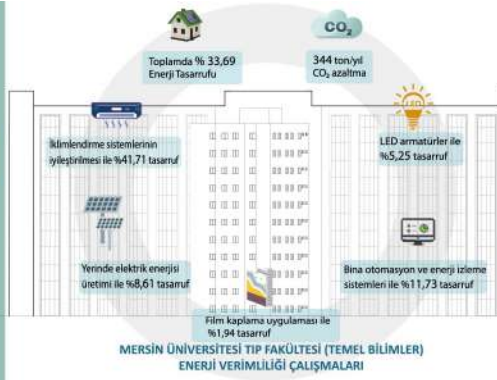 CO₂
Toplamda % 33,69
Enerji Tasarrufu
344 ton/yıl
CO₂ azaltma
LED
İklimlendirme sistemlerinin
iyileştirilmesi ile %41,71 tasarruf
LED armatürler ile
%5,25 tasarruf
Yerinde elektrik enerjisi
üretimi ile %8,61 tasarruf
Bina otomasyon ve enerji izleme
sistemleri ile %11,73 tasarruf
Film kaplama uygulaması ile
%1,94 tasarruf
MERSİN ÜNİVERSİTESİ TIP FAKÜLTESİ (TEMEL BİLİMLER)
ENERJİ VERİMLİLİĞİ ÇALIŞMALARI